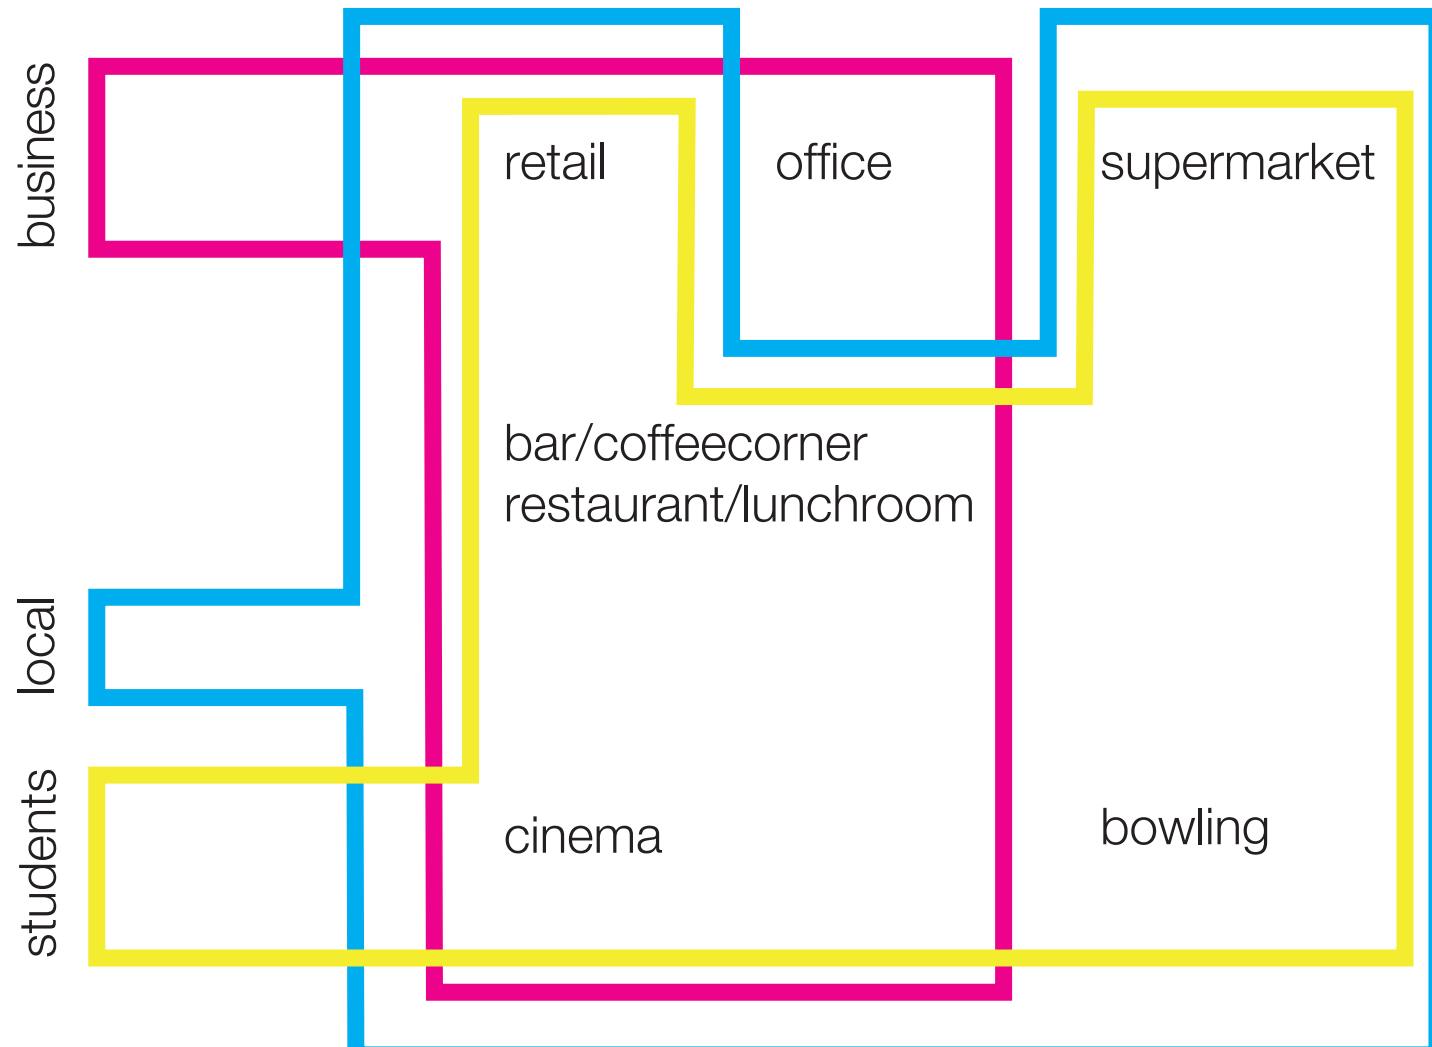 business
local
students
retail
office
supermarket
bar/coffeecorner
restaurant/lunchroom
cinema
bowling